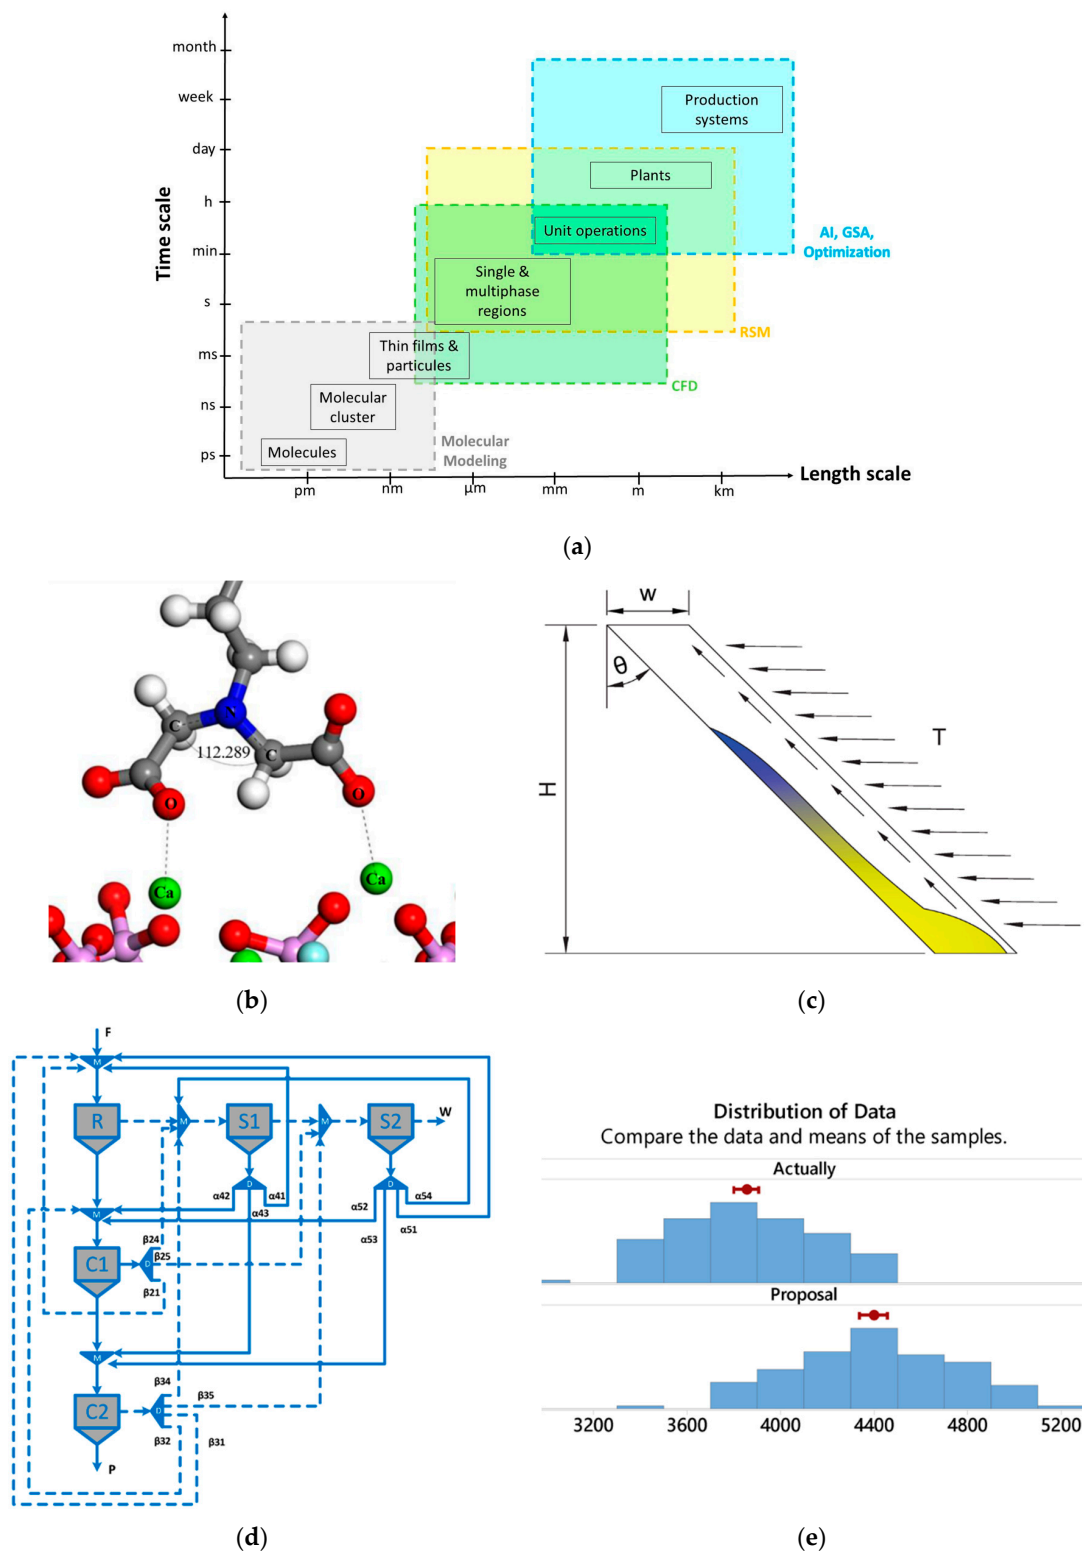 month
week
day
h
min
s
ms
ns
ps
Time scale
Production
systems
Plants
Unit operations
AI, GSA,
Optimization
Single &
multiphase
regions
RSM
Thin films &
particules
CFD
Molecular
cluster
Molecules
Molecular
Modeling
pm
nm
μm
mm
m
km
Length scale
(a)
N
C
C
112.289
O
O
Ca
Ca
(b)
W
θ
H
T
(c)
F
M
R
M
S1
M
S2
W
D
D
α42
α41
α43
α52
α54
α51
α53
M
C1
D
β24
β25
β21
M
C2
D
β34
β35
β32
β31
P
(d)
Distribution of Data
Compare the data and means of the samples.
Actually
Proposal
3200 3600 4000 4400 4800 5200
(e)